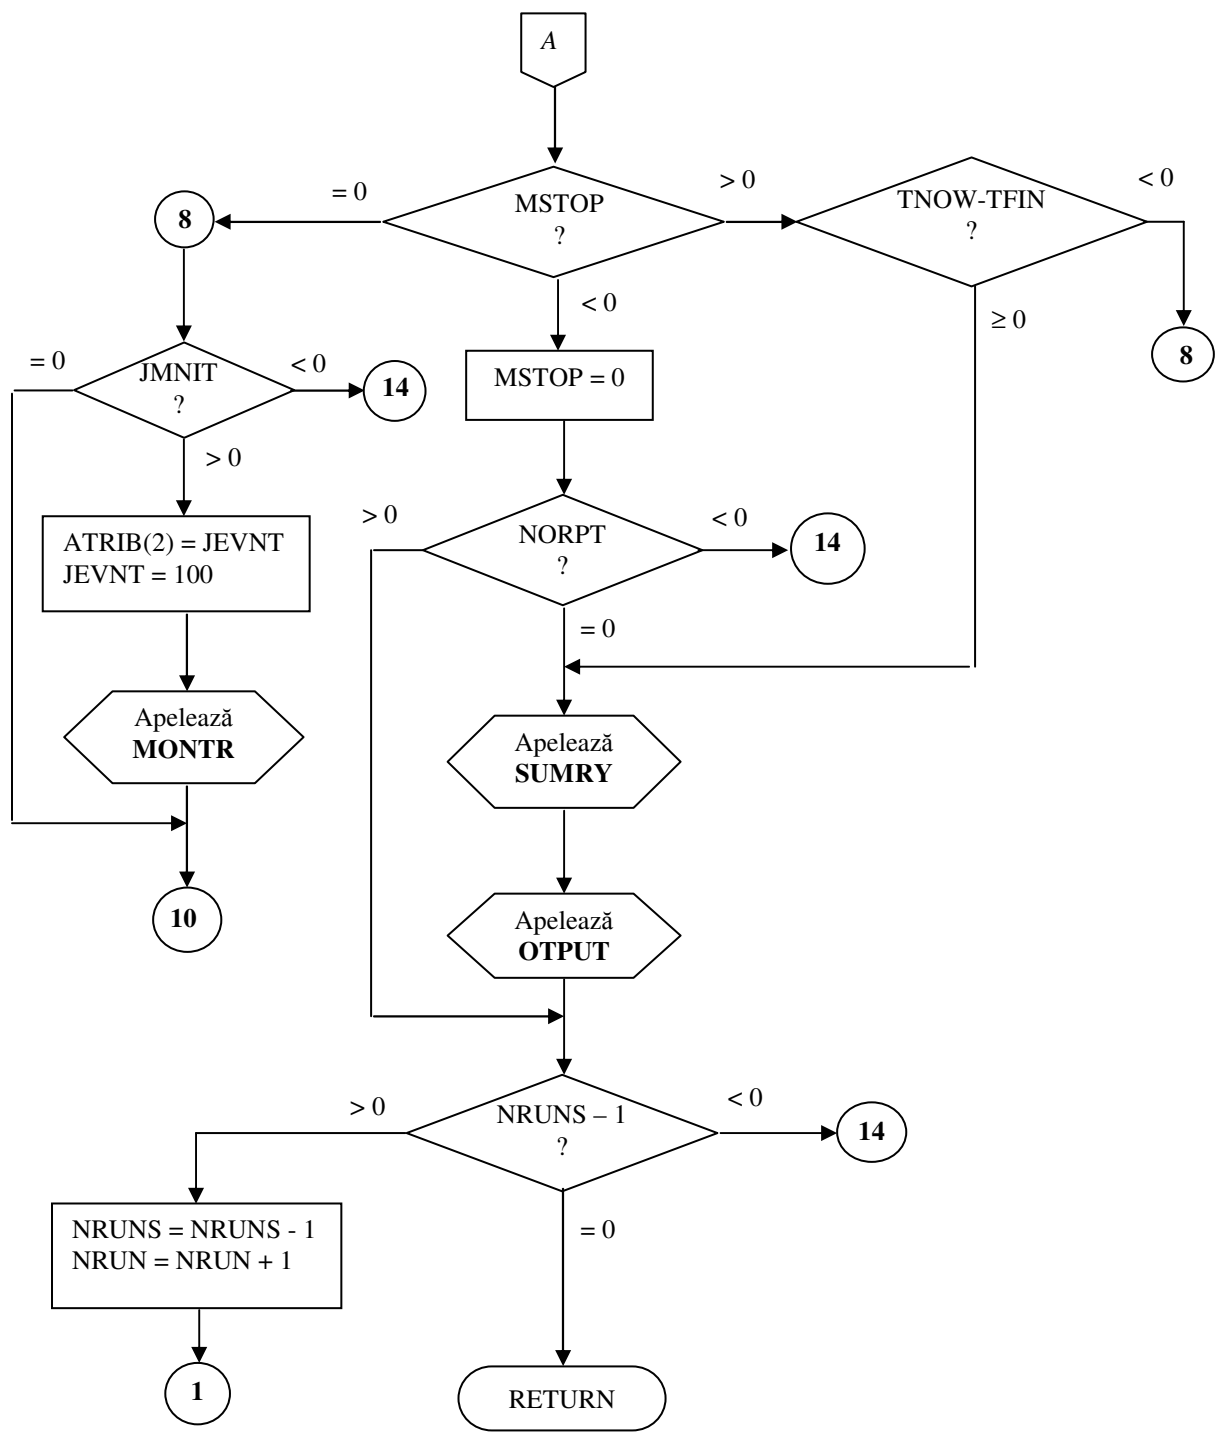 A
= 0
MSTOP
?
> 0
TNOW-TFIN
?
< 0
8
< 0
≥ 0
8
= 0
JMNIT
?
< 0
14
MSTOP = 0
> 0
ATRIB(2) = JEVNT
JEVNT = 100
> 0
NORPT
?
< 0
14
= 0
Apelează
MONTR
Apelează
SUMRY
10
Apelează
OTPUT
> 0
NRUNS – 1
?
< 0
14
NRUNS = NRUNS - 1
NRUN = NRUN + 1
= 0
1
RETURN